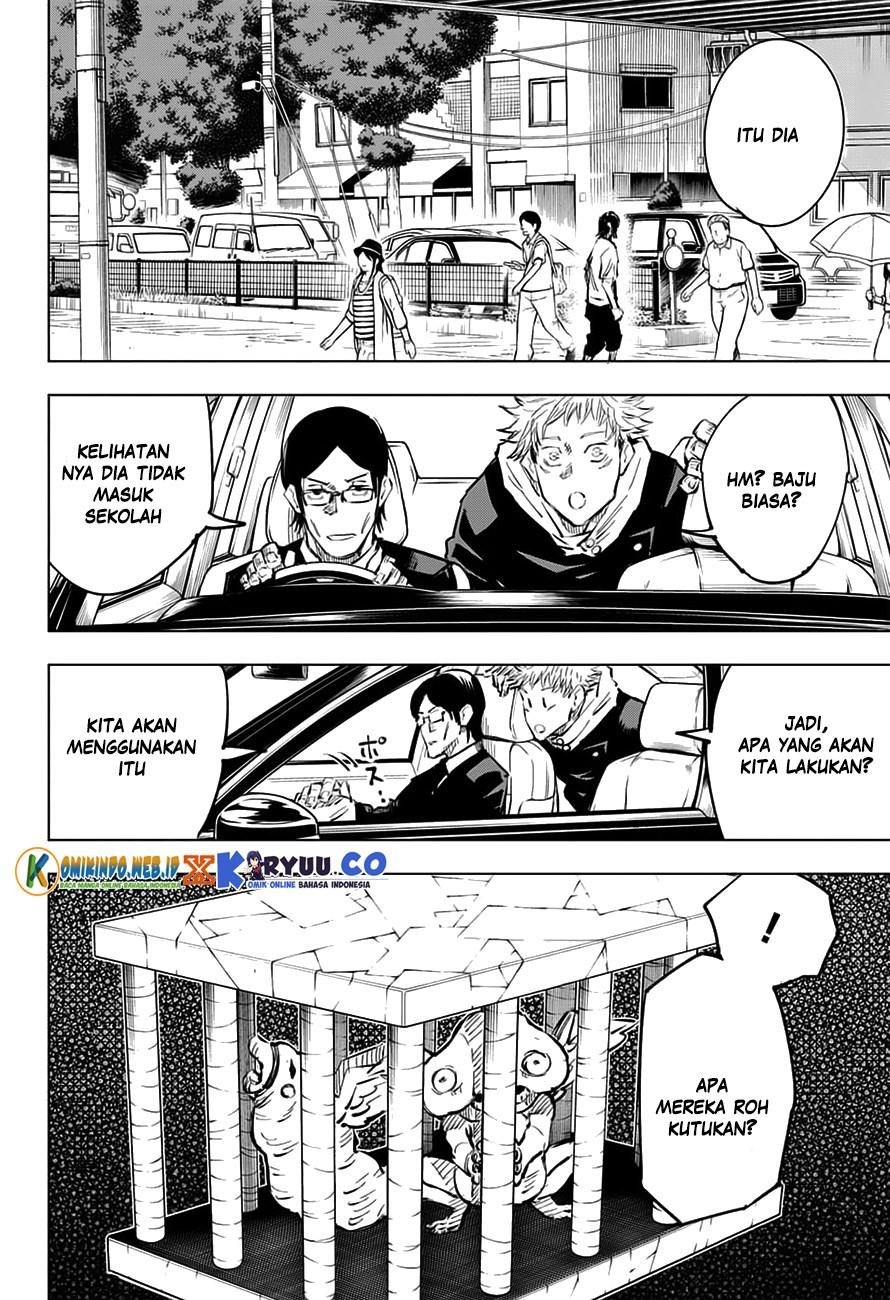 ITU DIA
HM? BAJU
BIASA?
KELIHATAN
NYA DIA TIDAK
MASUK
SEKOLAH
JADI,
APA YANG AKAN
KITA LAKUKAN?
KITA AKAN
MENGGUNAKAN
ITU
ポス…
KOMIKINDO.WEB.ID
BACA MANGA ONLINE BAHASA INDONESIA
X
KIRYUU.CO
KOMIK ONLINE BAHASA INDONESIA
!
APA
MEREKA ROH
KUTUKAN?